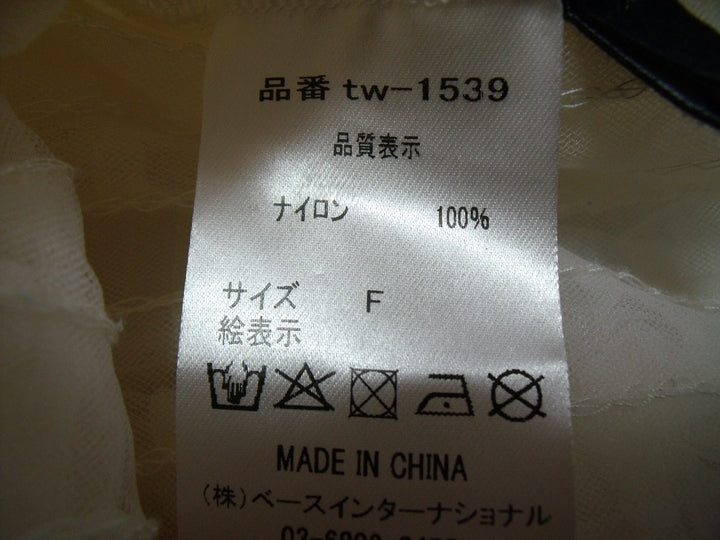 品番 tw-1539
品質表示
ナイロン 100%
サイズ F
絵表示
MADE IN CHINA
(株)ベースインターナショナル